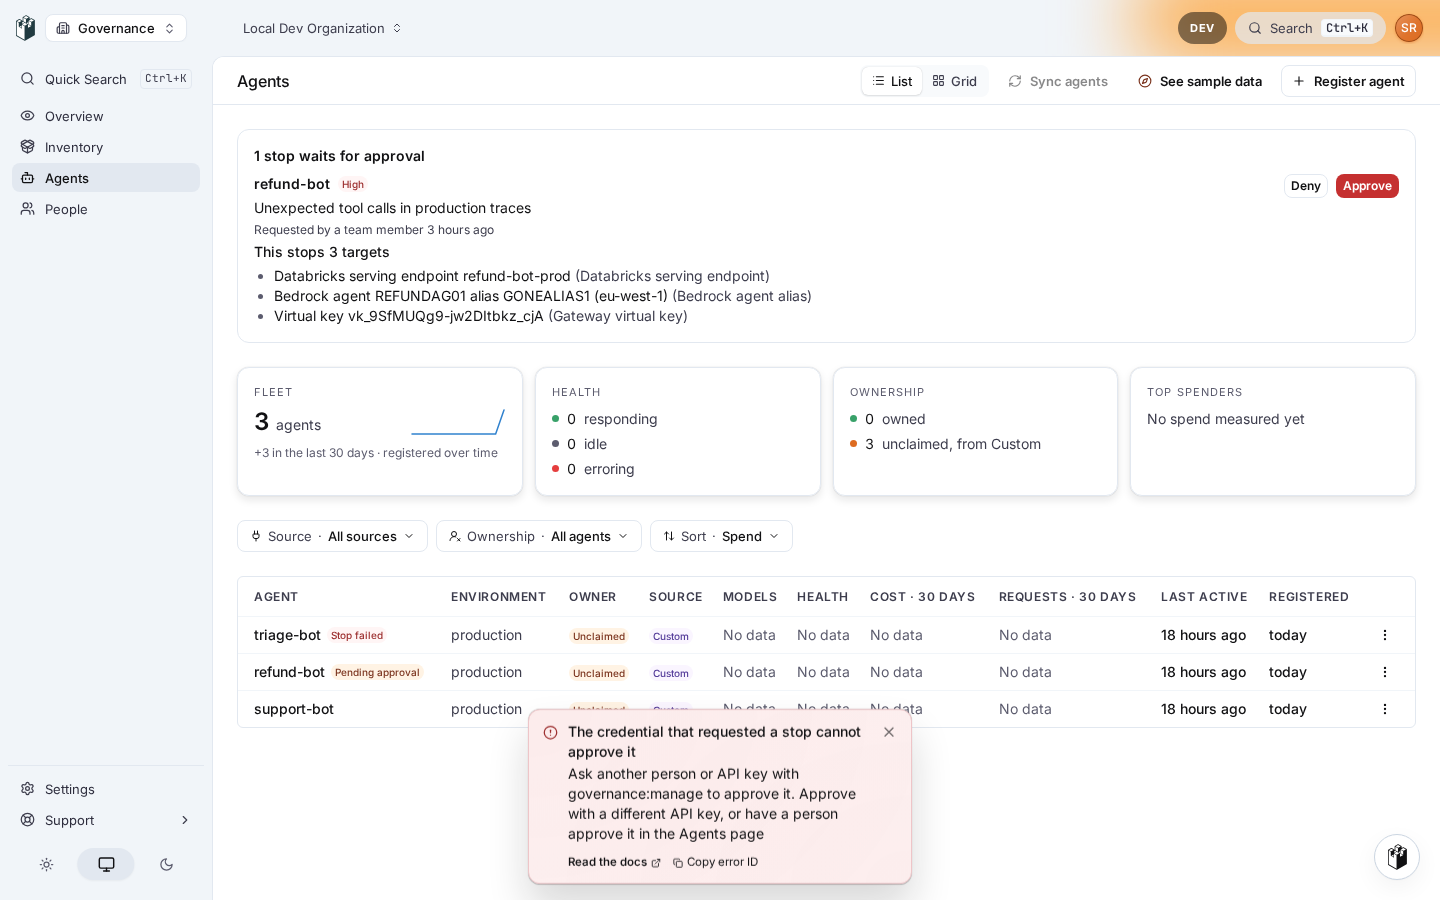 Governance
Local Dev Organization
DEV
Search Ctrl+K
SR
Quick Search Ctrl+K
Overview
Inventory
Agents
People
Settings
Support
Agents
List
Grid
Sync agents
See sample data
Register agent
1 stop waits for approval
refund-bot High
Deny
Approve
Unexpected tool calls in production traces
Requested by a team member 3 hours ago
This stops 3 targets
Databricks serving endpoint refund-bot-prod (Databricks serving endpoint)
Bedrock agent REFUNDAG01 alias GONEALIAS1 (eu-west-1) (Bedrock agent alias)
Virtual key vk_9SfMUQg9-jw2DItbkz_cjA (Gateway virtual key)
FLEET
3 agents
+3 in the last 30 days · registered over time
HEALTH
0 responding
0 idle
0 erroring
OWNERSHIP
0 owned
3 unclaimed, from Custom
TOP SPENDERS
No spend measured yet
Source · All sources
Ownership · All agents
Sort · Spend
AGENT ENVIRONMENT OWNER SOURCE MODELS HEALTH COST · 30 DAYS REQUESTS · 30 DAYS LAST ACTIVE REGISTERED
triage-bot Stop failed production Unclaimed Custom No data No data No data No data 18 hours ago today
refund-bot Pending approval production Unclaimed Custom No data No data No data No data 18 hours ago today
support-bot production Unclaimed Custom No data No data No data No data 18 hours ago today
The credential that requested a stop cannot
approve it
Ask another person or API key with
governance:manage to approve it. Approve
with a different API key, or have a person
approve it in the Agents page
Read the docs
Copy error ID